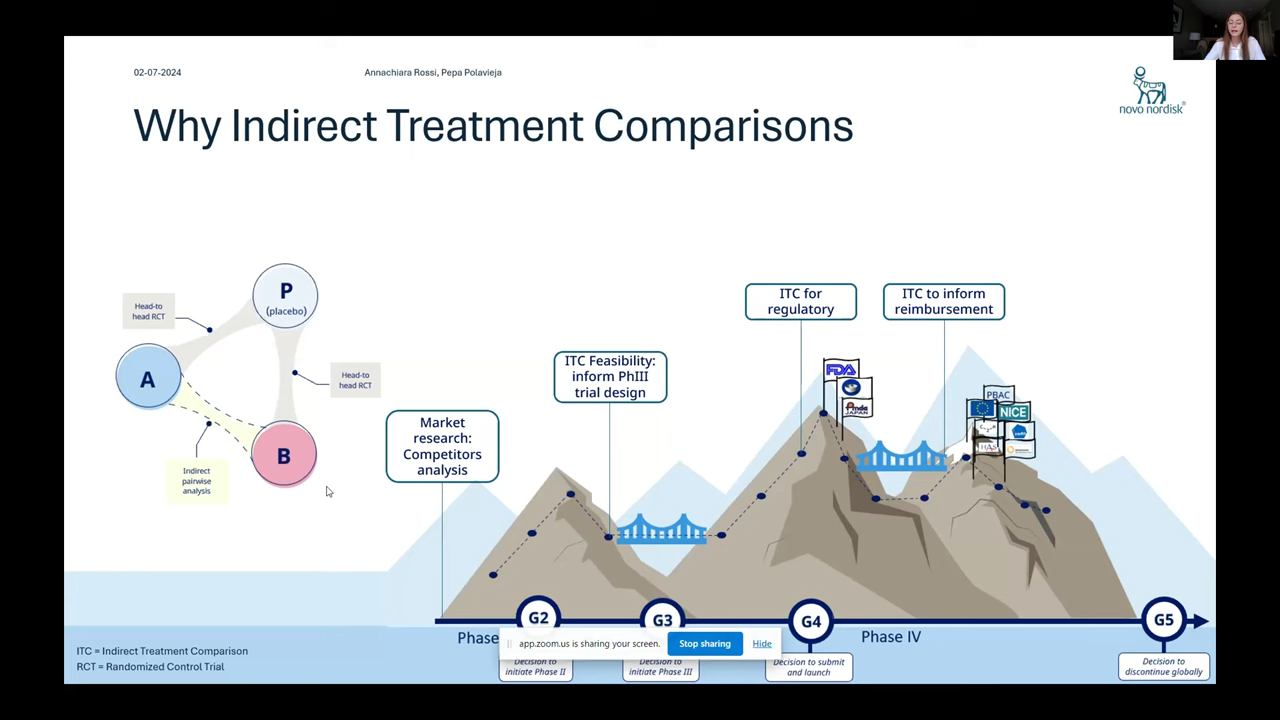 02-07-2024
Annachiara Rossi, Pepa Polavieja
novo nordisk®
Why Indirect Treatment Comparisons
P
(placebo)
Head-to
head RCT
A
Head-to
head RCT
B
Indirect
pairwise
analysis
Market
research:
Competitors
analysis
ITC Feasibility:
inform PhIII
trial design
ITC for
regulatory
ITC to inform
reimbursement
FDA
Pmda
JAPAN
PBAC
NICE
HAS
G2
G3
G4
G5
Phase
Phase IV
app.zoom.us is sharing your screen.
Stop sharing
Hide
Decision to
initiate Phase II
Decision to
initiate Phase III
Decision to submit
and launch
Decision to
discontinue globally
ITC = Indirect Treatment Comparison
RCT = Randomized Control Trial